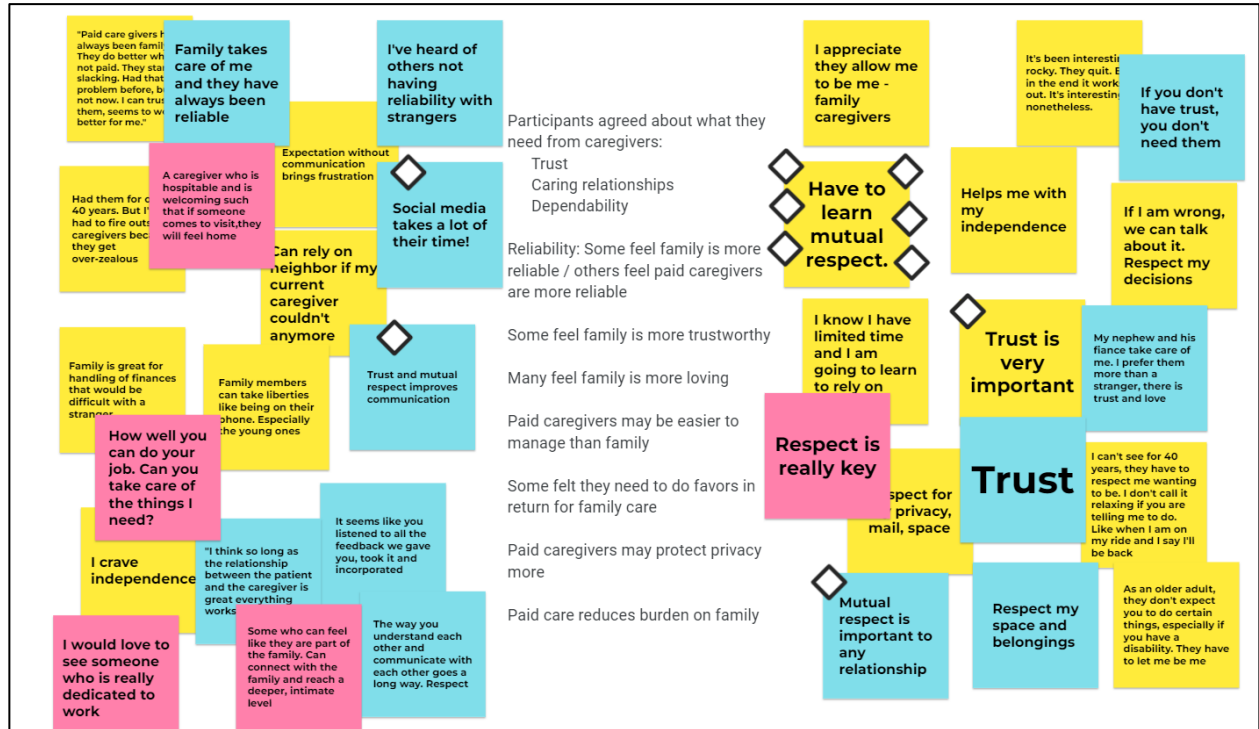 "Paid care givers h
always been family
They do better wh
not paid. They sta
slacking. Had that
problem before, b
not now. I can trus
them, seems to w
better for me."
Family takes
care of me
and they have
always been
reliable
I've heard of
others not
having
reliability with
strangers
Expectation without
communication
brings frustration
A caregiver who is
hospitable and is
welcoming such
that if someone
comes to visit,they
will feel home
Had them for o
40 years. But I'
had to fire outs
caregivers beca
they get
over-zealous
Social media
takes a lot of
their time!
Can rely on
neighbor if my
current
caregiver
couldn't
anymore
Trust and mutual
respect improves
communication
Family is great for
handling of finances
that would be
difficult with a
stranger
Family members
can take liberties
like being on their
phone. Especially
the young ones
How well you
can do your
job. Can you
take care of
the things I
need?
I crave
independence
"I think so long as
the relationship
between the patient
and the caregiver is
great everything
works
It seems like you
listened to all the
feedback we gave
you, took it and
incorporated
I would love to
see someone
who is really
dedicated to
work
Some who can feel
like they are part of
the family. Can
connect with the
family and reach a
deeper, intimate
level
The way you
understand each
other and
communicate with
each other goes a
long way. Respect
Participants agreed about what they
need from caregivers:
Trust
Caring relationships
Dependability
Reliability: Some feel family is more
reliable / others feel paid caregivers
are more reliable
Some feel family is more trustworthy
Many feel family is more loving
Paid caregivers may be easier to
manage than family
Some felt they need to do favors in
return for family care
Paid caregivers may protect privacy
more
Paid care reduces burden on family
I appreciate
they allow me
to be me -
family
caregivers
It's been interestin
rocky. They quit. B
in the end it work
out. It's interesting
nonetheless.
If you don't
have trust,
you don't
need them
Have to
learn
mutual
respect.
Helps me with
my
independence
If I am wrong,
we can talk
about it.
Respect my
decisions
I know I have
limited time
and I am
going to learn
to rely on
Trust is
very
important
My nephew and his
fiance take care of
me. I prefer them
more than a
stranger, there is
trust and love
Respect is
really key
spect for
privacy,
mail, space
Trust
I can't see for 40
years, they have to
respect me wanting
to be. I don't call it
relaxing if you are
telling me to do.
Like when I am on
my ride and I say I'll
be back
Mutual
respect is
important to
any
relationship
Respect my
space and
belongings
As an older adult,
they don't expect
you to do certain
things, especially if
you have a
disability. They have
to let me be me